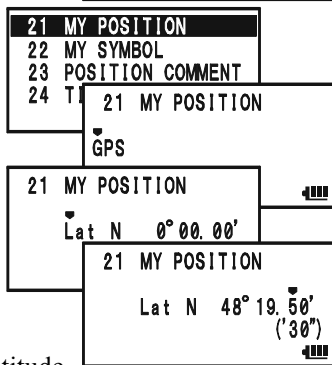 21 MY POSITION
22 MY SYMBOL
23 POSITION COMMENT
24
21 MY POSITION
GPS
21 MY POSITION
Lat N 0°00.00'
21 MY POSITION
Lat N 48°19.50'
('30")